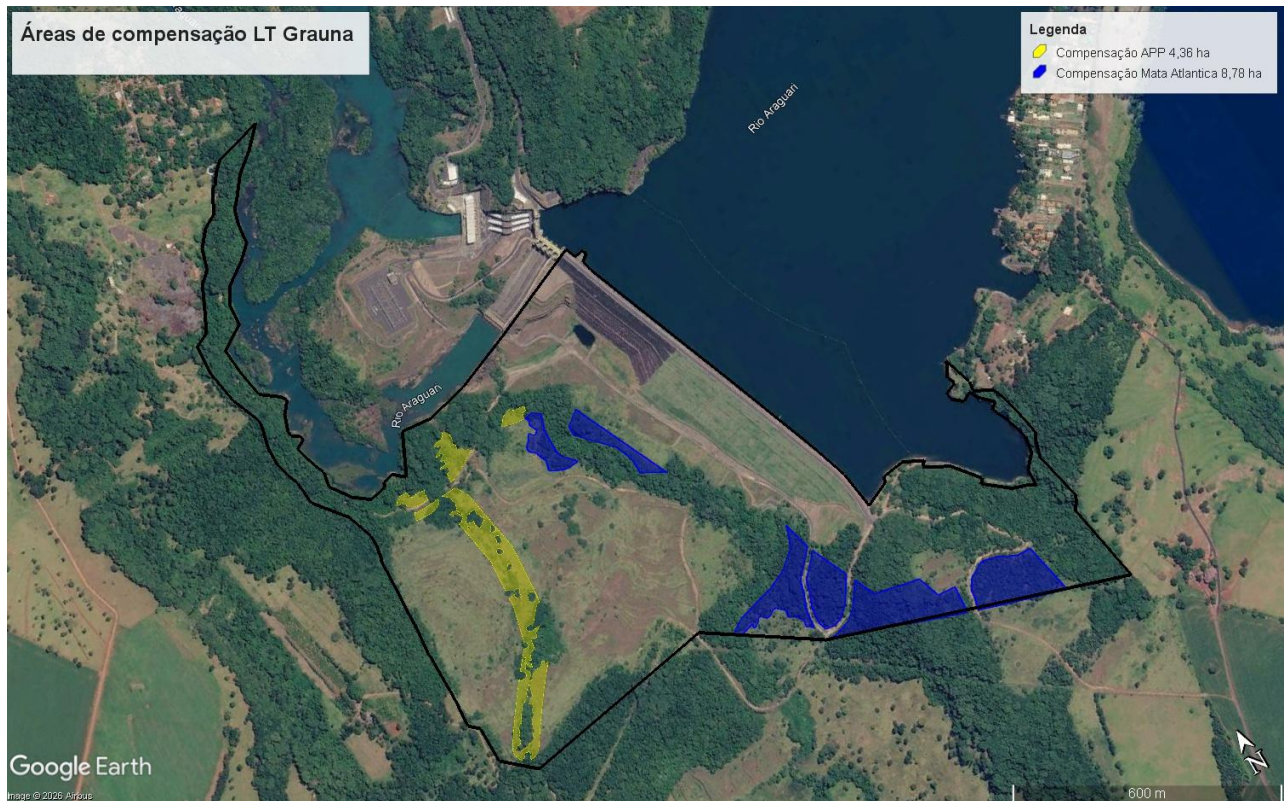 Áreas de compensação LT Grauna
Legenda
Compensação APP 4,36 ha
Compensação Mata Atlantica 8,78 ha
Rio Araguari
Rio Araguari
Google Earth
Image © 2026 Airbus
600 m
N